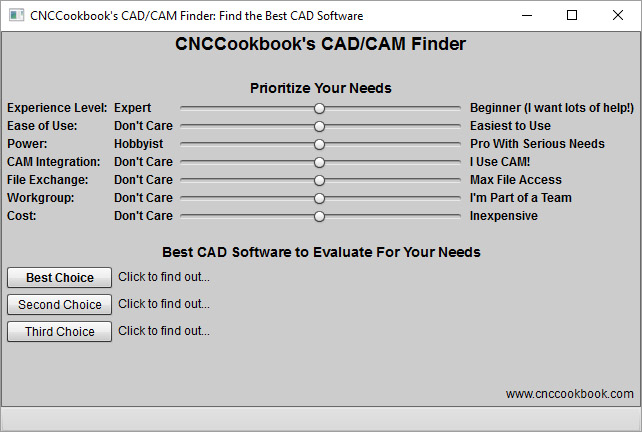 CNCCookbook's CAD/CAM Finder: Find the Best CAD Software
CNCCookbook's CAD/CAM Finder
Prioritize Your Needs
Experience Level: Expert Beginner (I want lots of help!)
Ease of Use: Don't Care Easiest to Use
Power: Hobbyist Pro With Serious Needs
CAM Integration: Don't Care I Use CAM!
File Exchange: Don't Care Max File Access
Workgroup: Don't Care I'm Part of a Team
Cost: Don't Care Inexpensive
Best CAD Software to Evaluate For Your Needs
Best Choice Click to find out...
Second Choice Click to find out...
Third Choice Click to find out...
www.cnccookbook.com